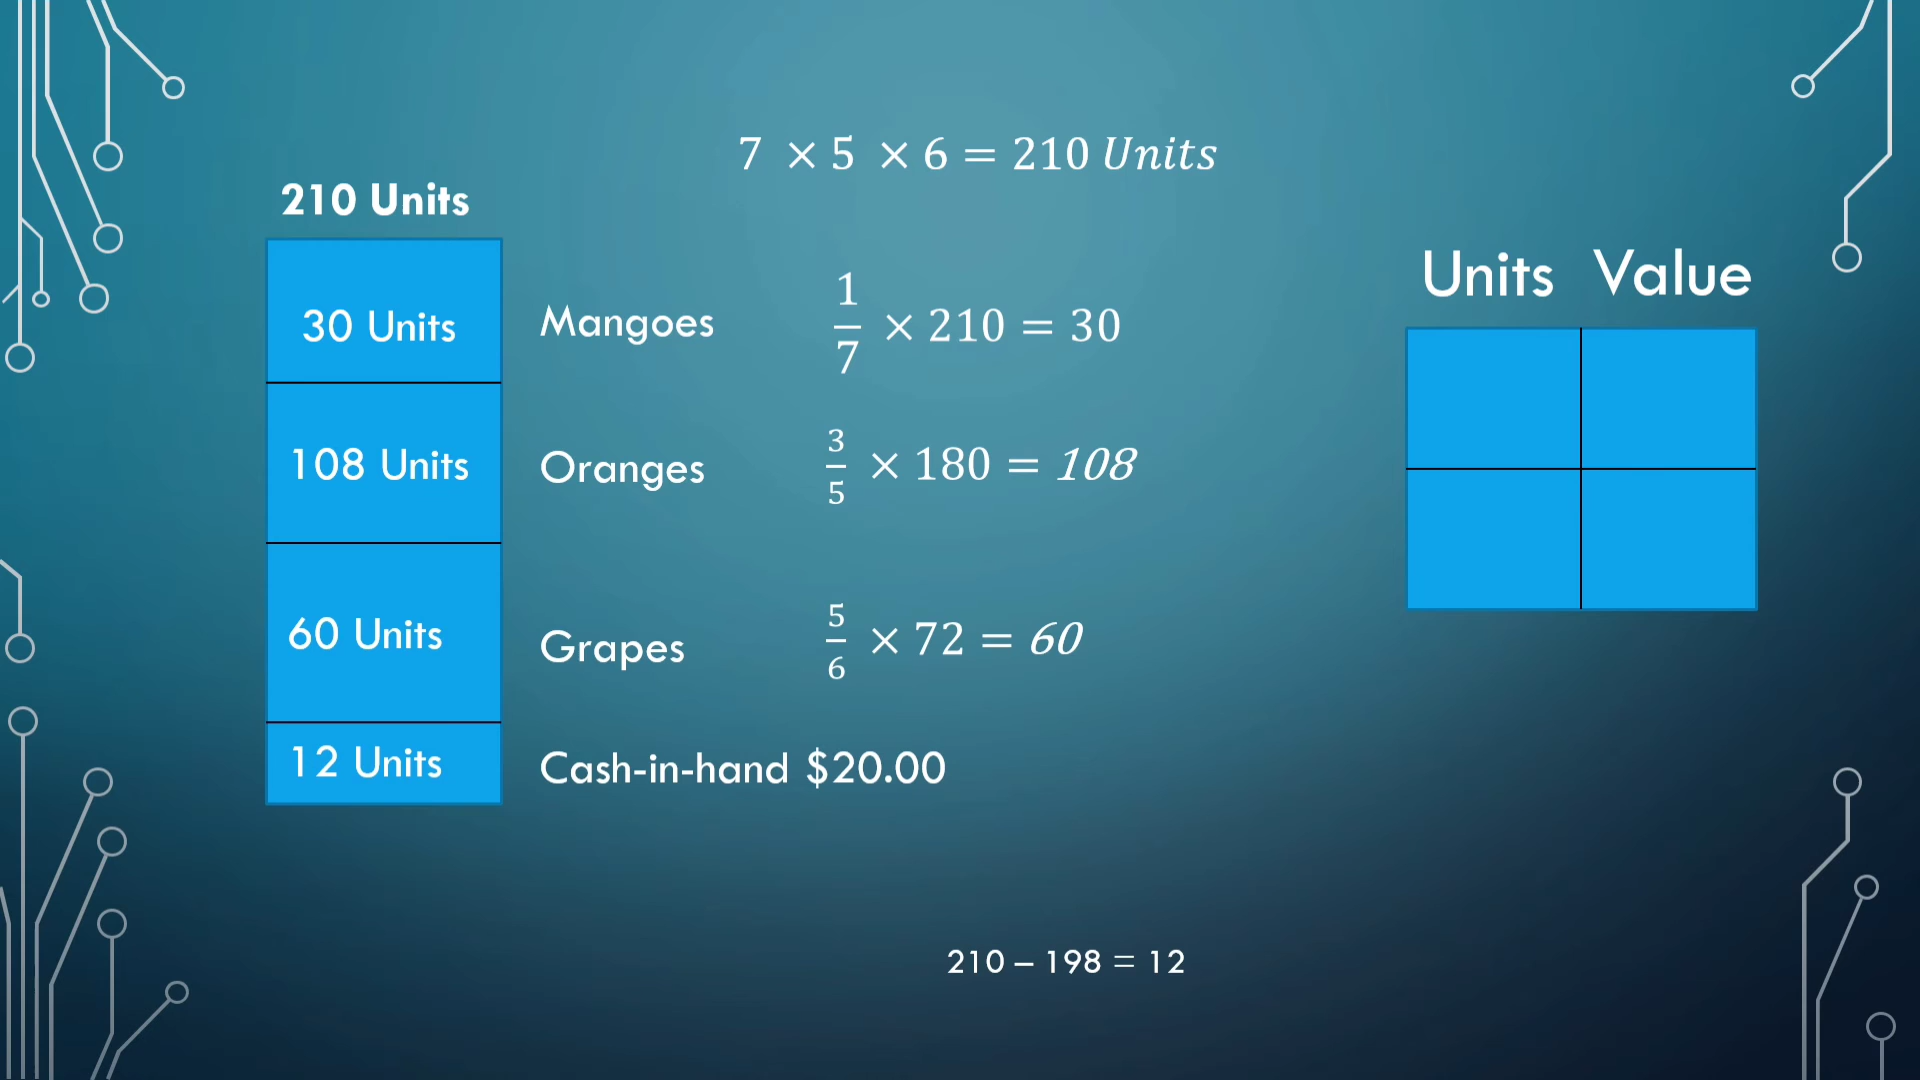 7 × 5 × 6 = 210 Units
210 Units
30 Units
Mangoes
1/7 × 210 = 30
108 Units
Oranges
3/5 × 180 = 108
60 Units
Grapes
5/6 × 72 = 60
12 Units
Cash-in-hand $20.00
Units Value
210 – 198 = 12